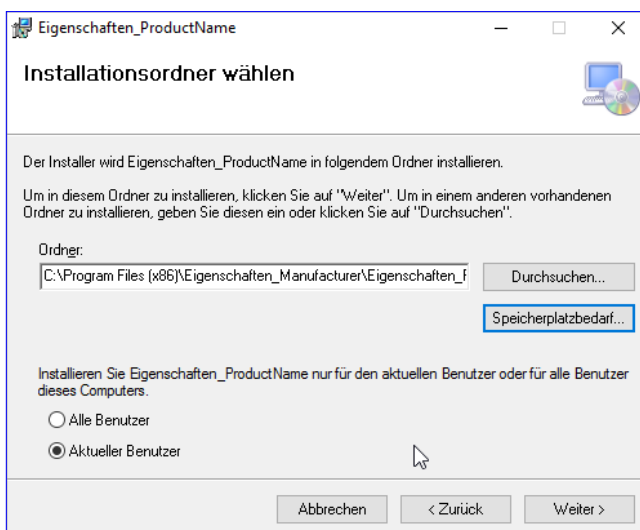 Eigenschaften_ProductName
Installationsordner wählen
Der Installer wird Eigenschaften_ProductName in folgendem Ordner installieren.
Um in diesem Ordner zu installieren, klicken Sie auf "Weiter". Um in einem anderen vorhandenen
Ordner zu installieren, geben Sie diesen ein oder klicken Sie auf "Durchsuchen".
Ordner:
C:\Program Files (x86)\Eigenschaften_Manufacturer\Eigenschaften_F
Durchsuchen...
Speicherplatzbedarf...
Installieren Sie Eigenschaften_ProductName nur für den aktuellen Benutzer oder für alle Benutzer
dieses Computers.
Alle Benutzer
Aktueller Benutzer
Abbrechen
< Zurück
Weiter >